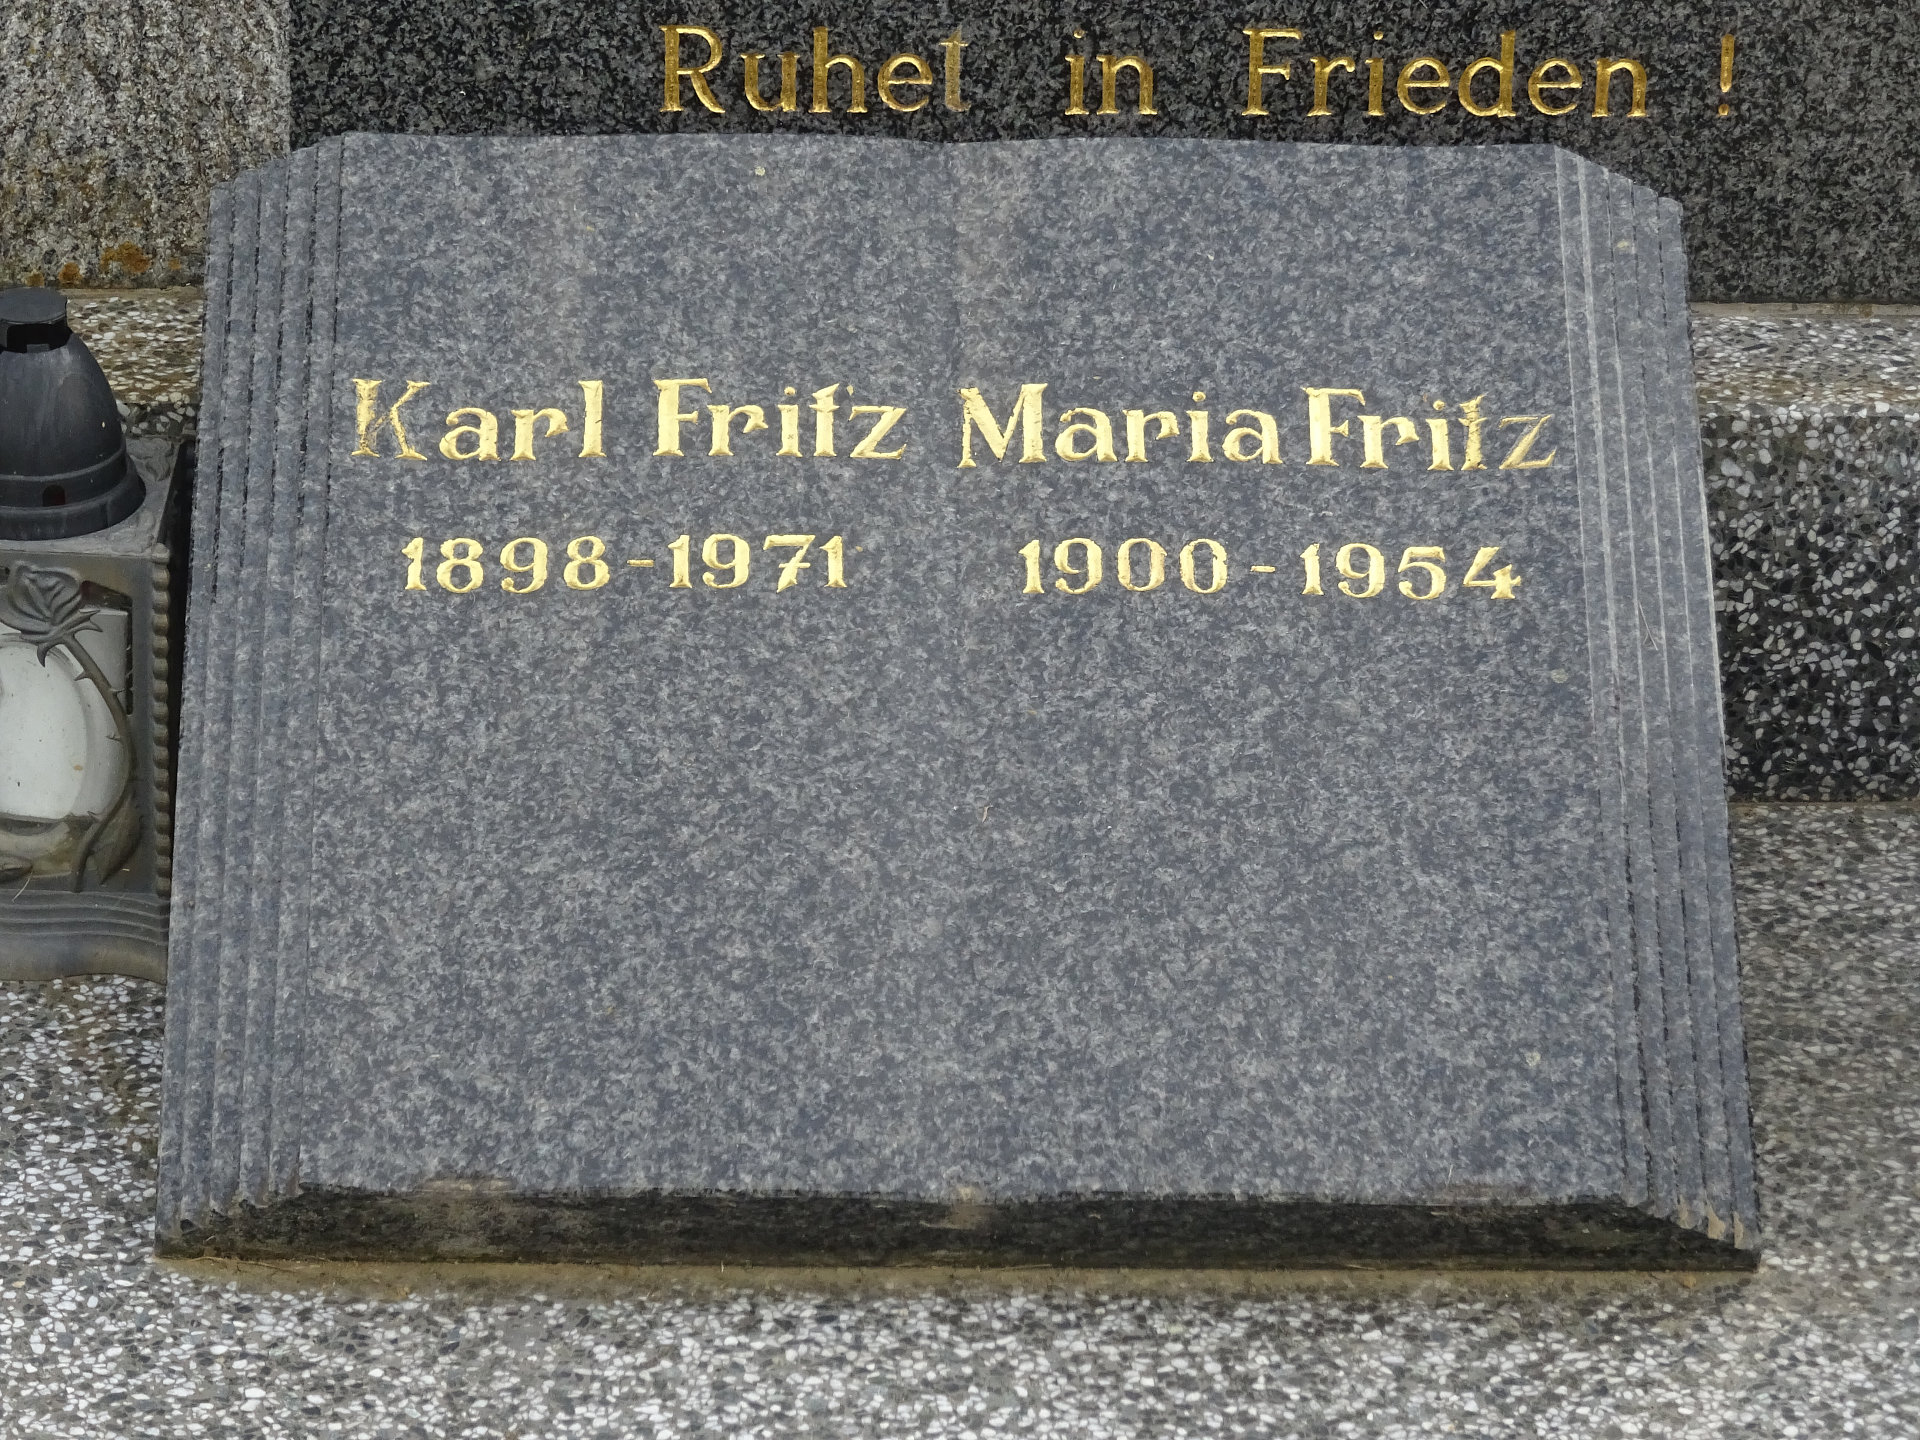 Ruhet in Frieden !
Karl Fritz Maria Fritz
1898-1971 1900-1954